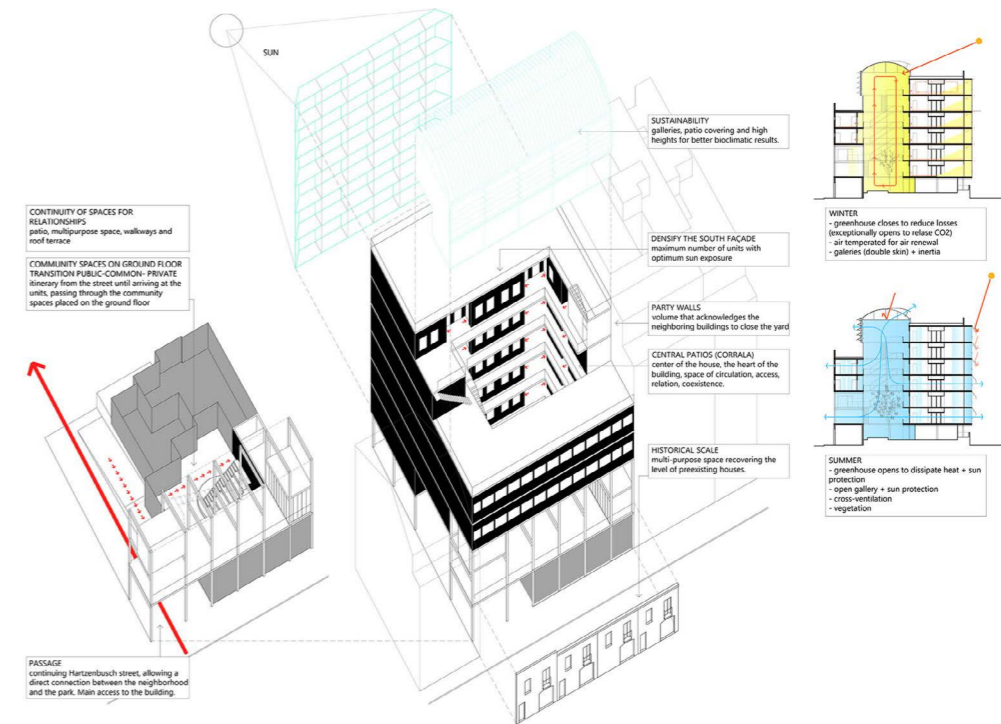 SUN
SUSTAINABILITY
galleries, patio covering and high
heights for better bioclimatic results.
CONTINUITY OF SPACES FOR
RELATIONSHIPS
patio, multipurpose space, walkways and
roof terrace
COMMUNITY SPACES ON GROUND FLOOR
TRANSITION PUBLIC-COMMON- PRIVATE
itinerary from the street until arriving at the
units, passing through the community
spaces placed on the ground floor
DENSIFY THE SOUTH FAÇADE
maximum number of units with
optimum sun exposure
PARTY WALLS
volume that acknowledges the
neighboring buildings to close the yard
CENTRAL PATIOS (CORRALA)
center of the house, the heart of the
building, space of circulation, access,
relation, coexistence.
HISTORICAL SCALE
multi-purpose space recovering the
level of preexisting houses.
PASSAGE
continuing Hartzenbusch street, allowing a
direct connection between the neighborhood
and the park. Main access to the building.
WINTER
- greenhouse closes to reduce losses
(exceptionally opens to relase CO2)
- air temperated for air renewal
- galeries (double skin) + inertia
SUMMER
- greenhouse opens to dissipate heat + sun
protection
- open gallery + sun protection
- cross-ventilation
- vegetation